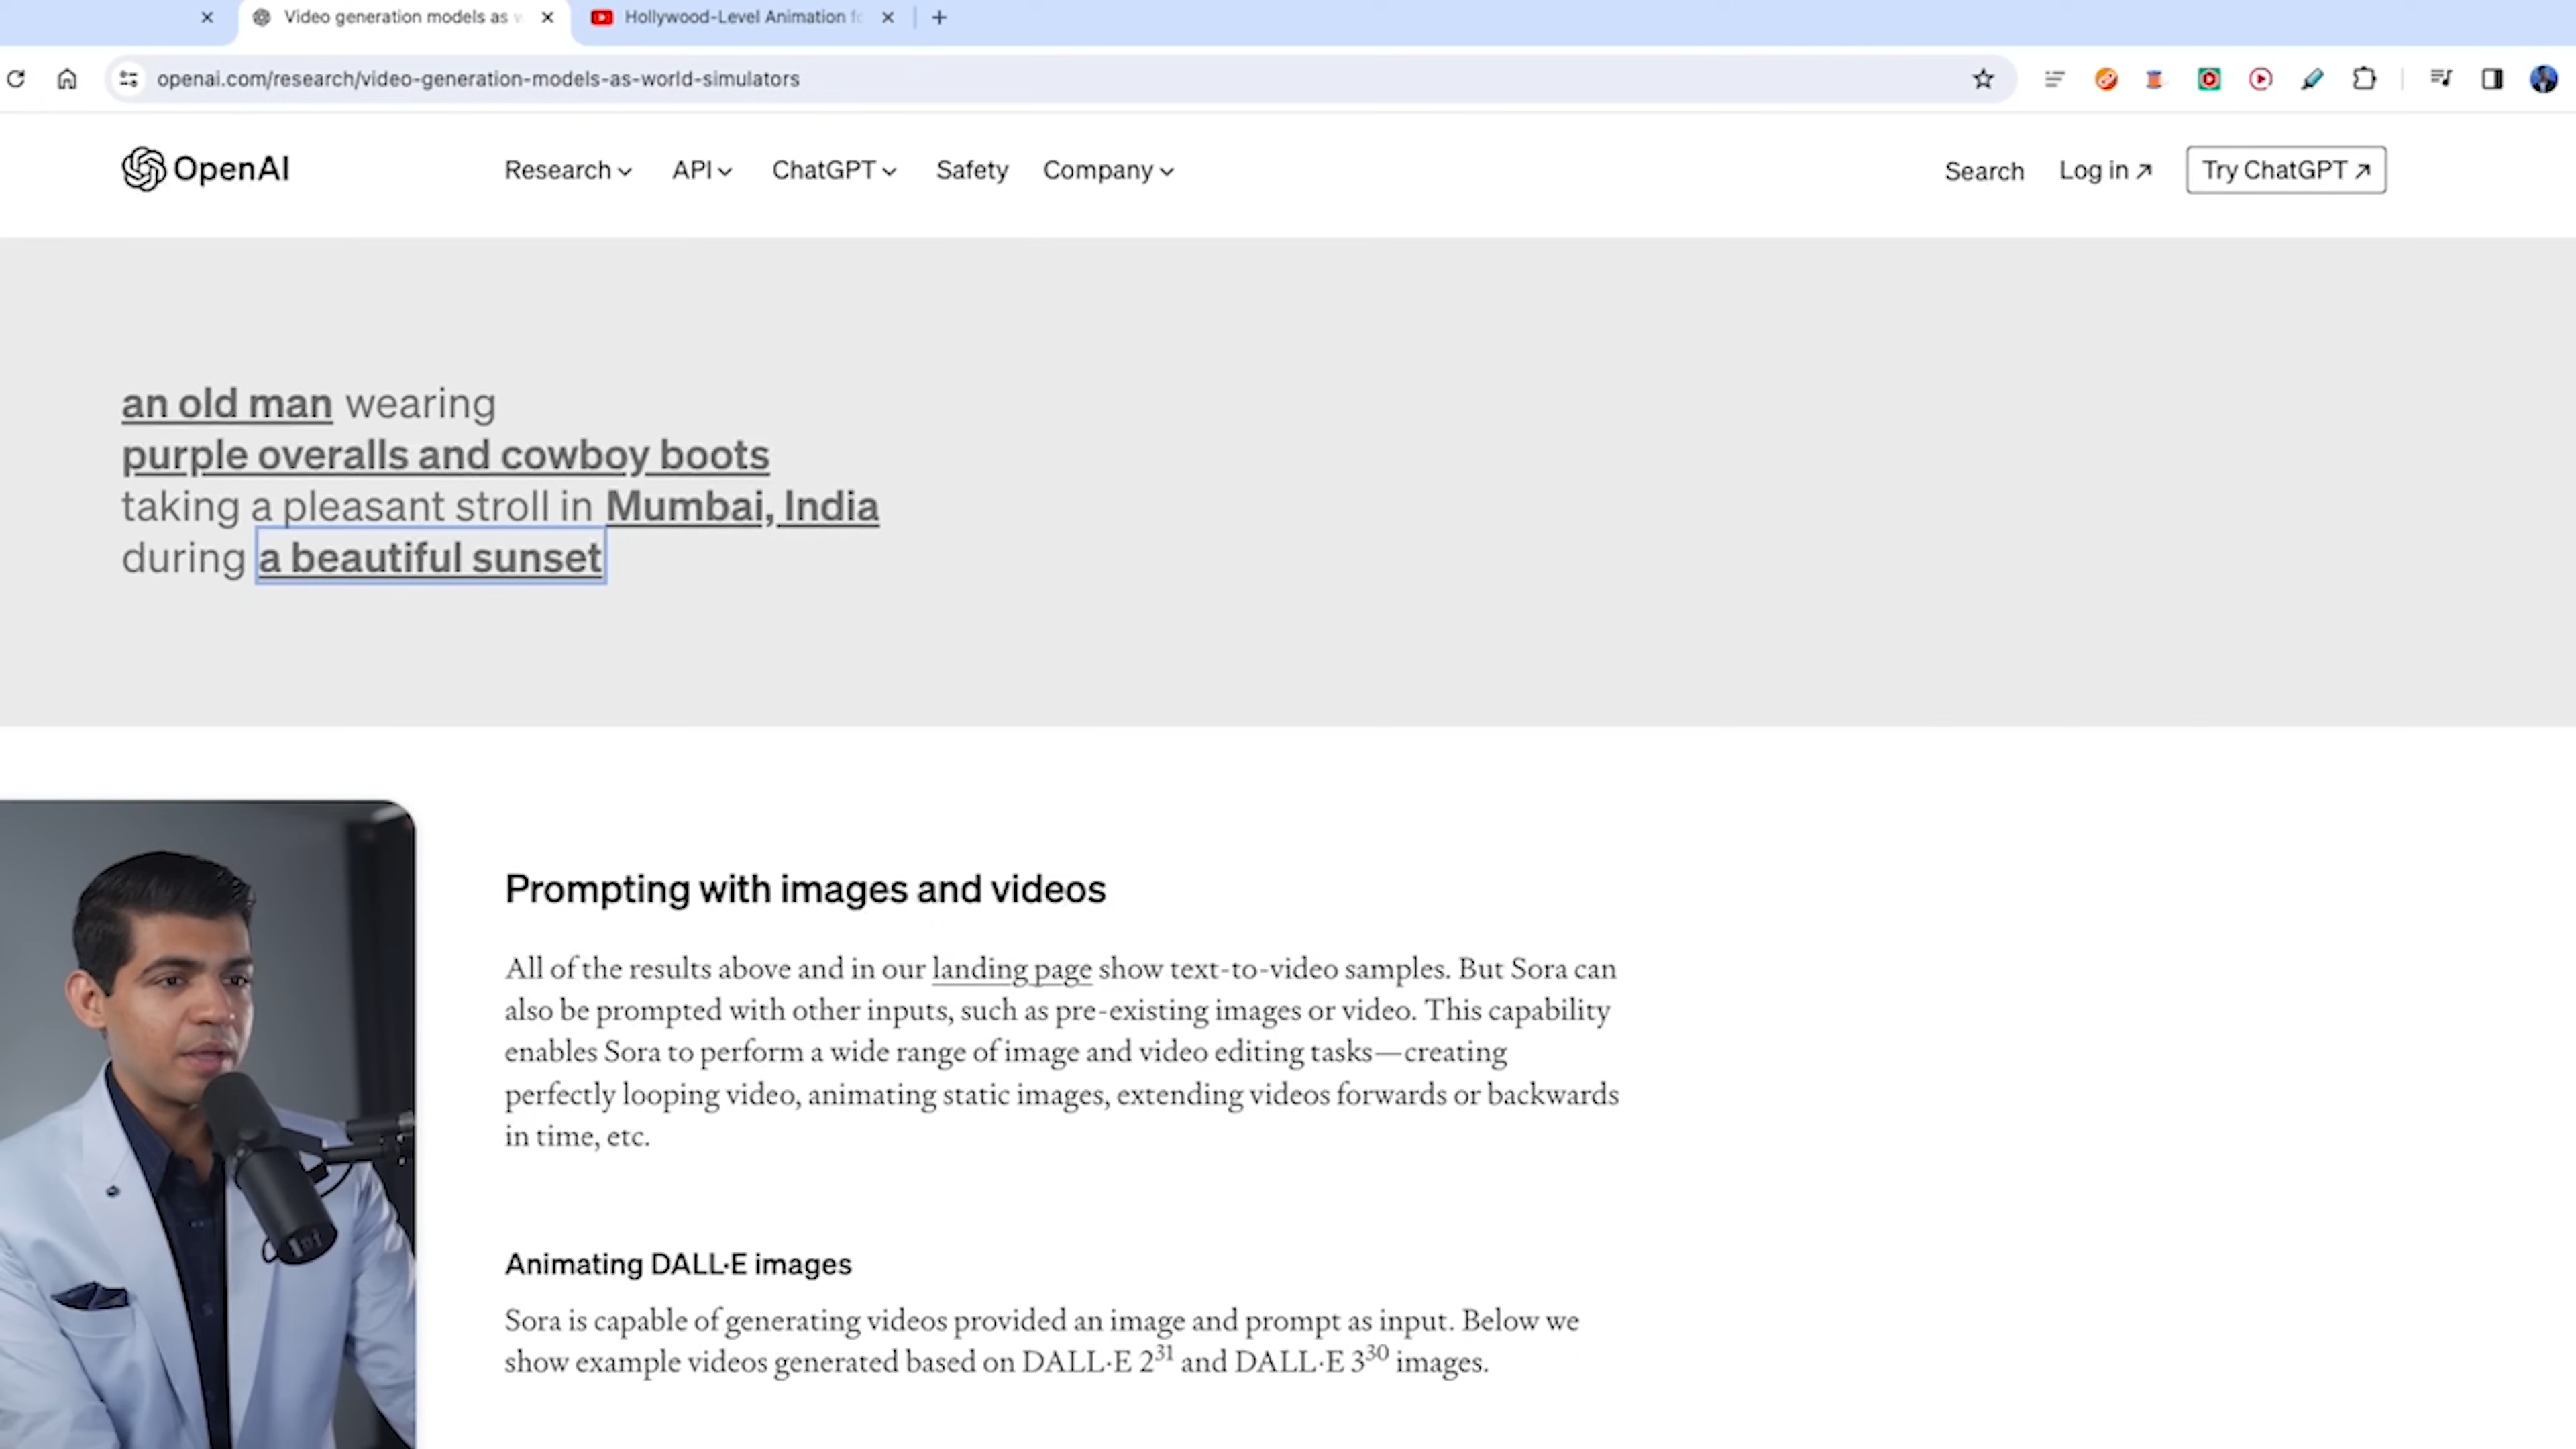 Video generation models as w
Hollywood-Level Animation fo
openai.com/research/video-generation-models-as-world-simulators
OpenAI
Research API ChatGPT Safety Company
Search Log in Try ChatGPT
an old man wearing
purple overalls and cowboy boots
taking a pleasant stroll in Mumbai, India
during a beautiful sunset
Prompting with images and videos
All of the results above and in our landing page show text-to-video samples. But Sora can
also be prompted with other inputs, such as pre-existing images or video. This capability
enables Sora to perform a wide range of image and video editing tasks—creating
perfectly looping video, animating static images, extending videos forwards or backwards
in time, etc.
Animating DALL·E images
Sora is capable of generating videos provided an image and prompt as input. Below we
show example videos generated based on DALL·E 2³¹ and DALL·E 3³⁰ images.